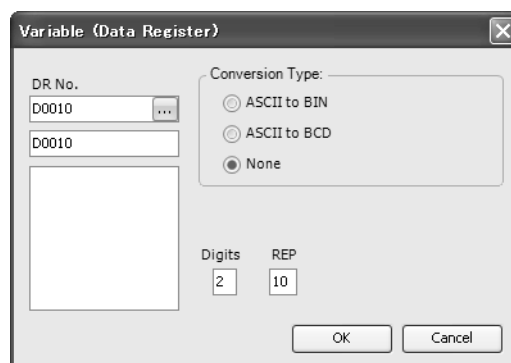 Variable (Data Register)
DR No.
D0010
...
D0010
Conversion Type:
ASCII to BIN
ASCII to BCD
None
Digits
REP
2
10
OK
Cancel